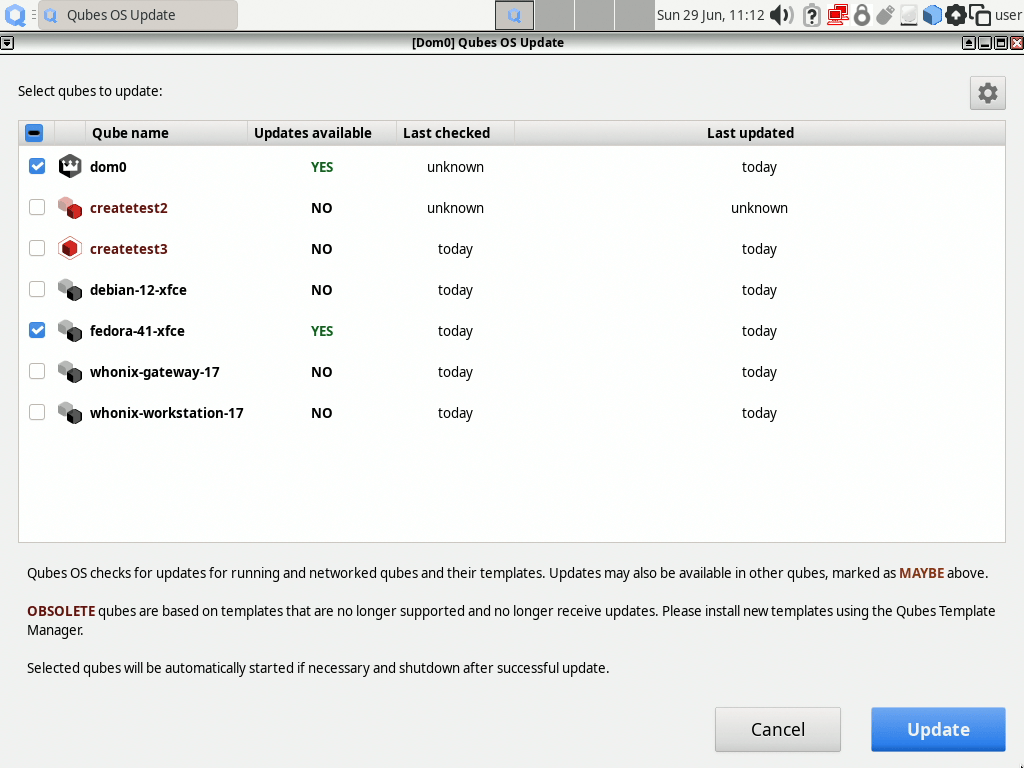 Qubes OS Update Sun 29 Jun, 11:12 user
[Dom0] Qubes OS Update
Select qubes to update:
Qube name Updates available Last checked Last updated
dom0 YES unknown today
createtest2 NO unknown unknown
createtest3 NO today today
debian-12-xfce NO today today
fedora-41-xfce YES today today
whonix-gateway-17 NO today today
whonix-workstation-17 NO today today
Qubes OS checks for updates for running and networked qubes and their templates. Updates may also be available in other qubes, marked as MAYBE above.
OBSOLETE qubes are based on templates that are no longer supported and no longer receive updates. Please install new templates using the Qubes Template
Manager.
Selected qubes will be automatically started if necessary and shutdown after successful update.
Cancel Update